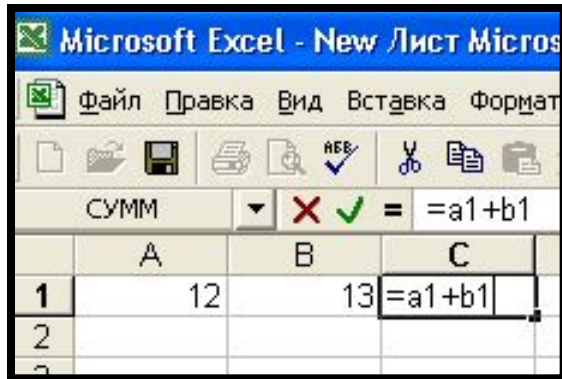 Microsoft Excel - New Лист Micros
Файл Правка Вид Вставка Формат
АБВ
СУММ = =a1+b1
A B C
1 12 13 =a1+b1
2